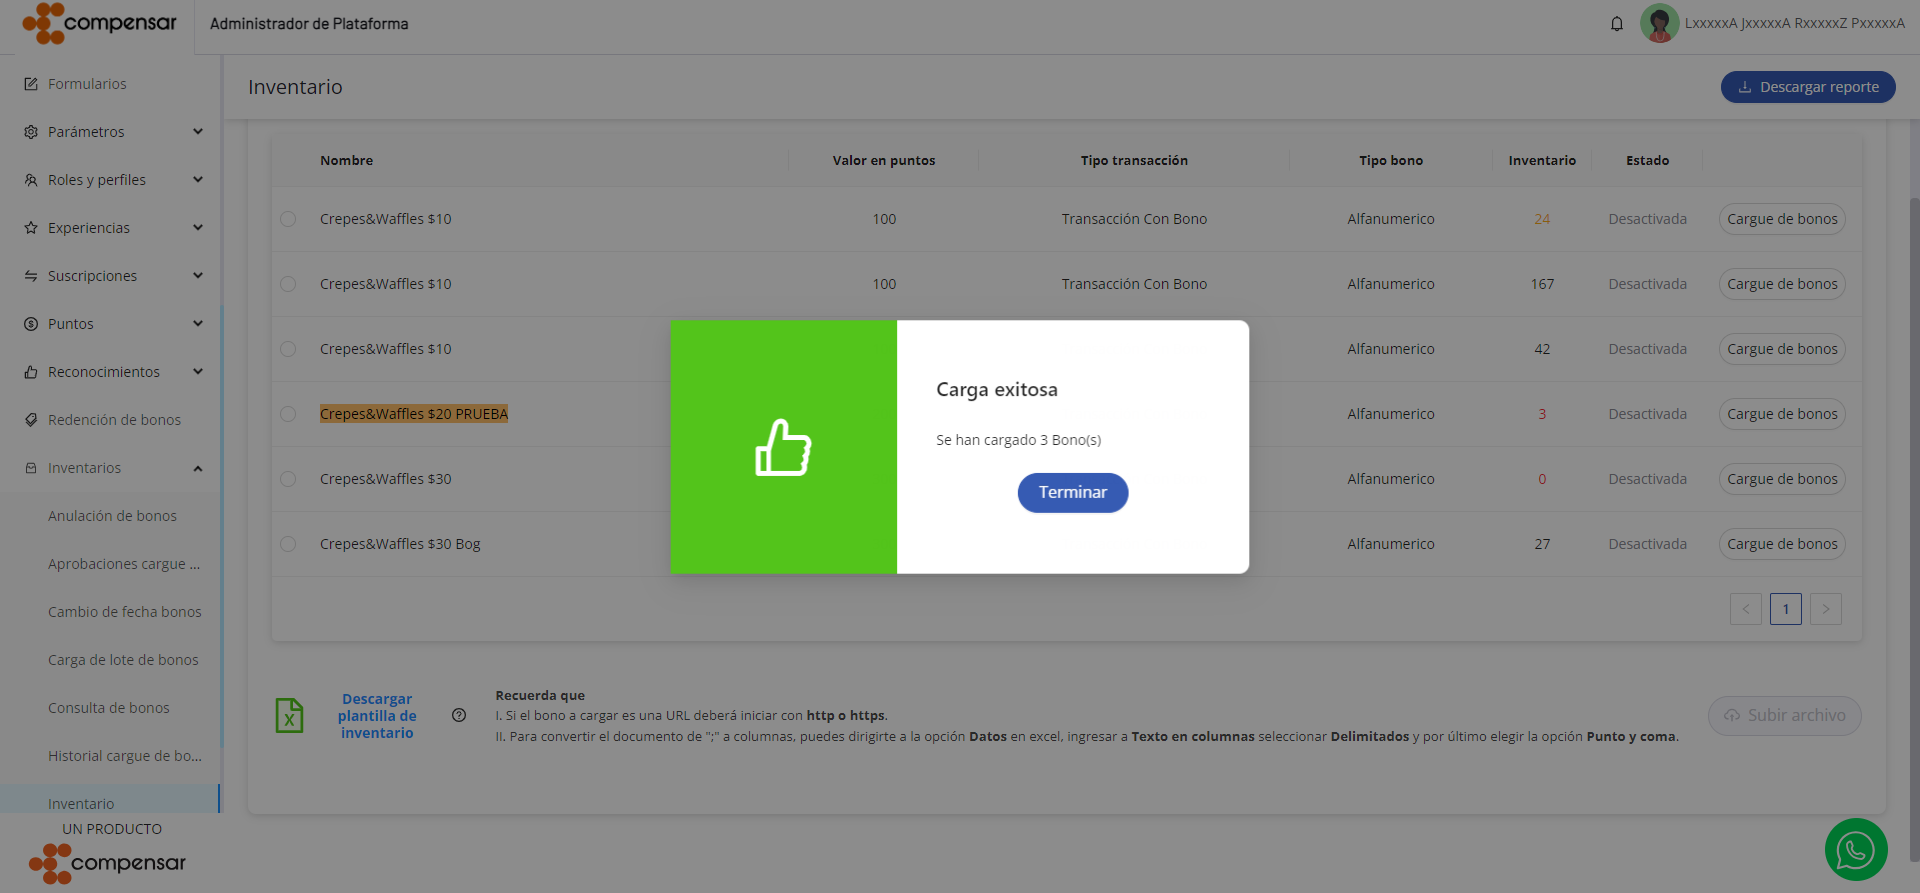 compensar
Administrador de Plataforma
LxxxxxA JxxxxxA RxxxxxZ PxxxxxA
Formularios
Parámetros
Roles y perfiles
Experiencias
Suscripciones
Puntos
Reconocimientos
Redención de bonos
Inventarios
Anulación de bonos
Aprobaciones cargue ...
Cambio de fecha bonos
Carga de lote de bonos
Consulta de bonos
Historial cargue de bo...
Inventario
UN PRODUCTO
compensar
Inventario
Descargar reporte
Nombre Valor en puntos Tipo transacción Tipo bono Inventario Estado
Crepes&Waffles $10 100 Transacción Con Bono Alfanumerico 24 Desactivada Cargue de bonos
Crepes&Waffles $10 100 Transacción Con Bono Alfanumerico 167 Desactivada Cargue de bonos
Crepes&Waffles $10 Alfanumerico 42 Desactivada Cargue de bonos
Crepes&Waffles $20 PRUEBA Alfanumerico 3 Desactivada Cargue de bonos
Crepes&Waffles $30 Alfanumerico 0 Desactivada Cargue de bonos
Crepes&Waffles $30 Bog Alfanumerico 27 Desactivada Cargue de bonos
< 1 >
Carga exitosa
Se han cargado 3 Bono(s)
Terminar
Descargar
plantilla de
inventario
Recuerda que
I. Si el bono a cargar es una URL deberá iniciar con http o https.
II. Para convertir el documento de ";" a columnas, puedes dirigirte a la opción Datos en excel, ingresar a Texto en columnas seleccionar Delimitados y por último elegir la opción Punto y coma.
Subir archivo